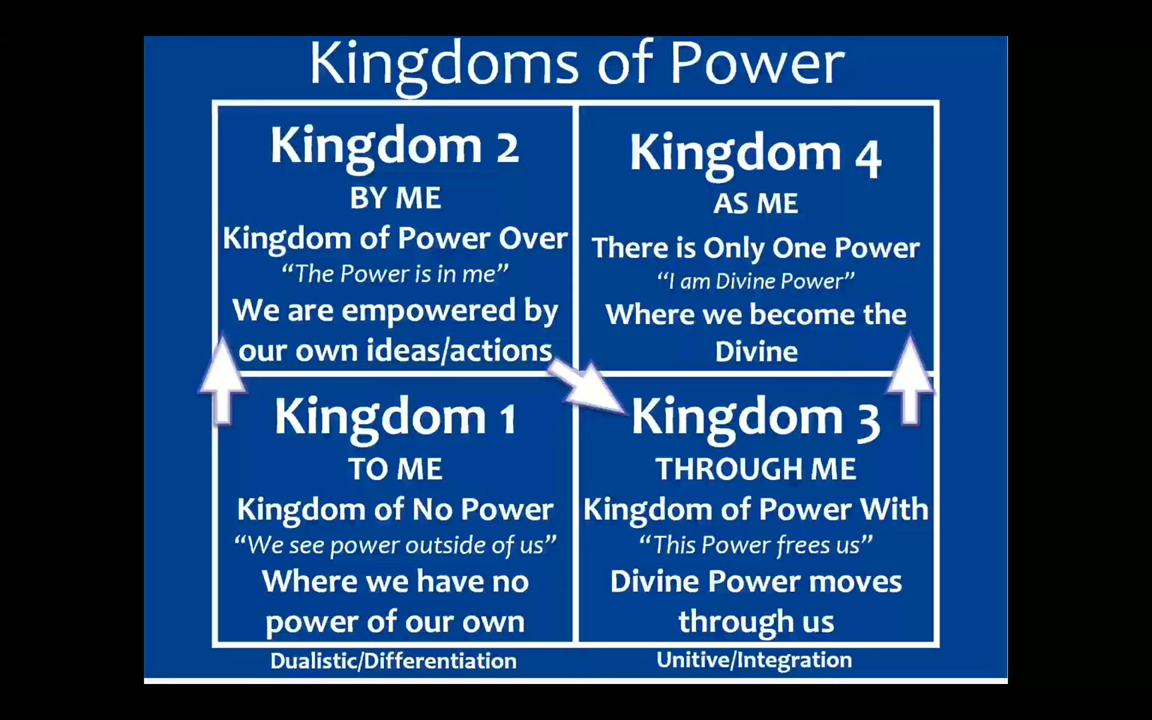 Kingdoms of Power
Kingdom 2
BY ME
Kingdom of Power Over
“The Power is in me”
We are empowered by
our own ideas/actions
Kingdom 4
AS ME
There is Only One Power
“I am Divine Power”
Where we become the
Divine
Kingdom 1
TO ME
Kingdom of No Power
“We see power outside of us”
Where we have no
power of our own
Kingdom 3
THROUGH ME
Kingdom of Power With
“This Power frees us”
Divine Power moves
through us
Dualistic/Differentiation
Unitive/Integration